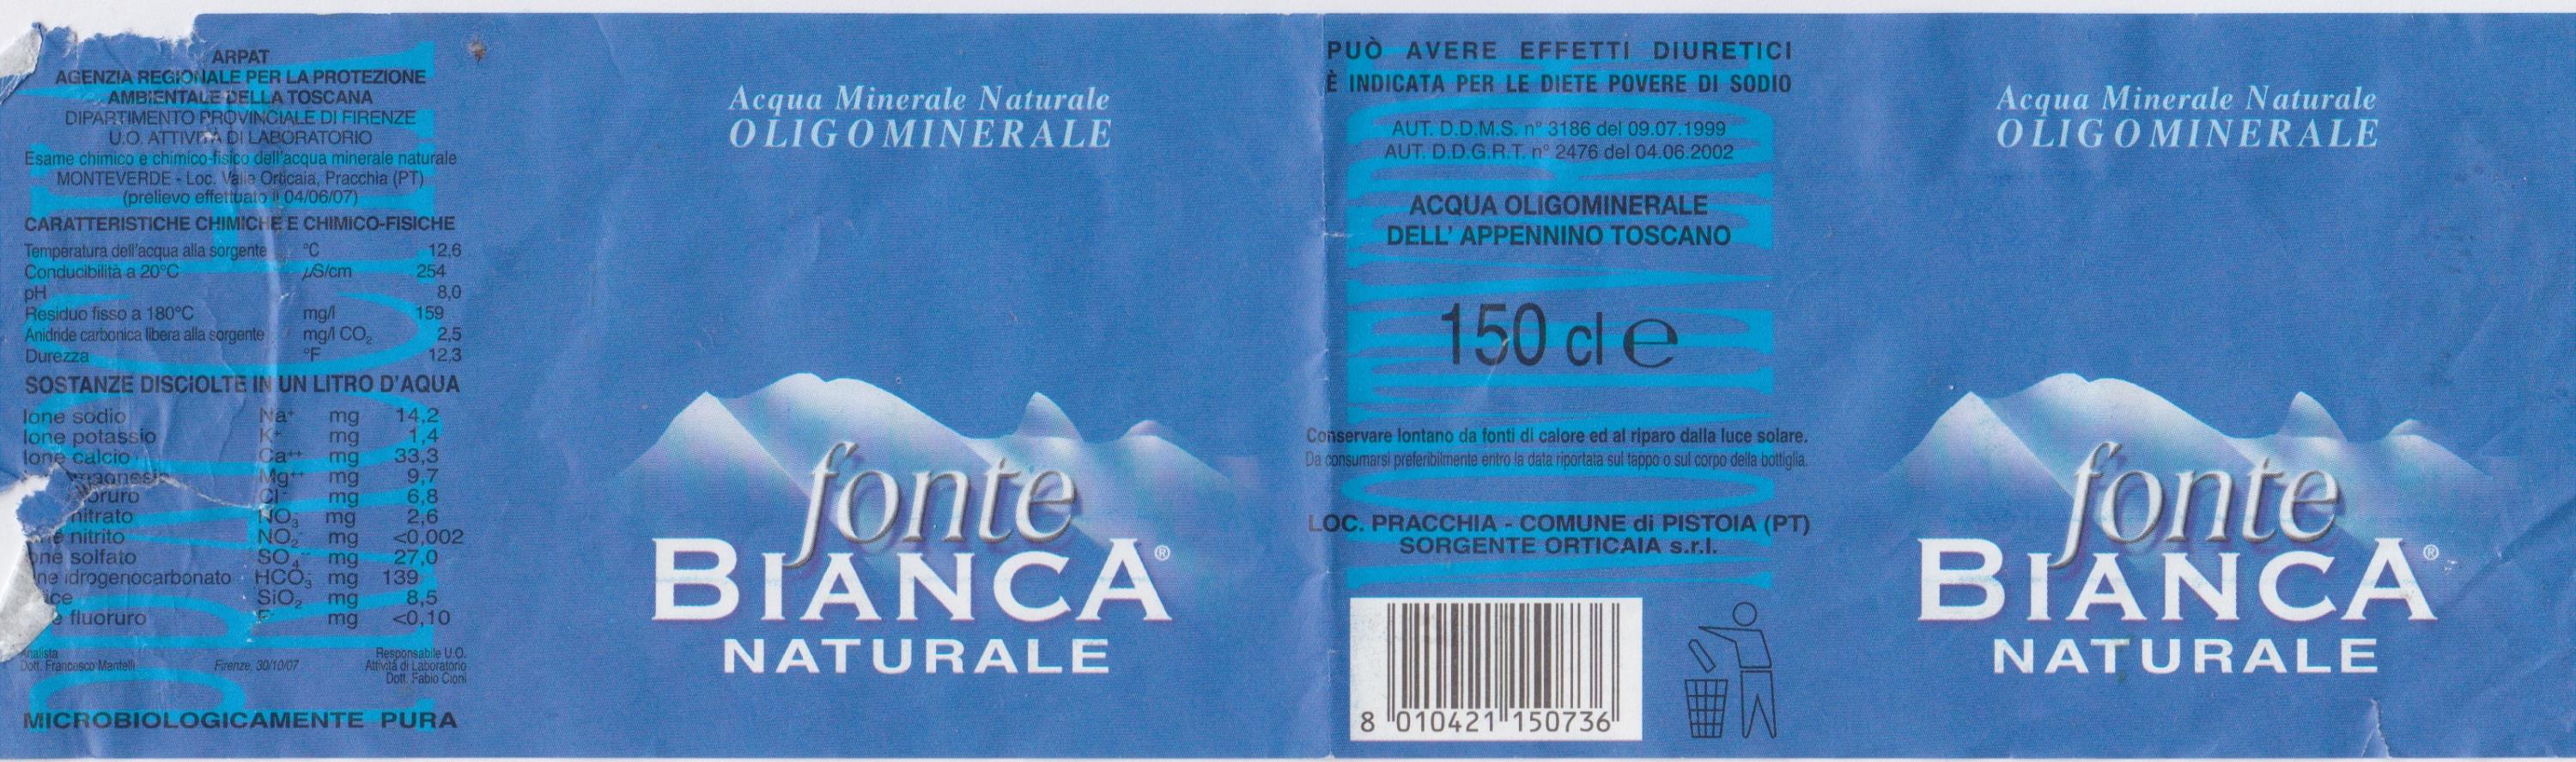 ARPAT
AGENZIA REGIONALE PER LA PROTEZIONE
AMBIENTALE DELLA TOSCANA
DIPARTIMENTO PROVINCIALE DI FIRENZE
U.O. ATTIVITÀ DI LABORATORIO
Esame chimico e chimico-fisico dell'acqua minerale naturale
MONTEVERDE - Loc. Valle Orticaia, Pracchia (PT)
(prelievo effettuato il 04/06/07)
CARATTERISTICHE CHIMICHE E CHIMICO-FISICHE
Temperatura dell'acqua alla sorgente °C 12,6
Conducibilità a 20°C µS/cm 254
pH 8,0
Residuo fisso a 180°C mg/l 159
Anidride carbonica libera alla sorgente mg/l CO₂ 2,5
Durezza °F 12,3
SOSTANZE DISCIOLTE IN UN LITRO D'AQUA
Ione sodio Na⁺ mg 14,2
Ione potassio K⁺ mg 1,4
Ione calcio Ca⁺⁺ mg 33,3
magnesio Mg⁺⁺ mg 9,7
oruro Cl⁻ mg 6,8
nitrato NO₃⁻ mg 2,6
nitrito NO₂⁻ mg <0,002
one solfato SO₄⁻⁻ mg 27,0
ne idrogenocarbonato HCO₃⁻ mg 139
ice SiO₂ mg 8,5
e fluoruro F⁻ mg <0,10
Analista
Dott. Francesco Mantelli
Firenze, 30/10/07
Responsabile U.O.
Attività di Laboratorio
Dott. Fabio Cioni
MICROBIOLOGICAMENTE PURA
Acqua Minerale Naturale
OLIGOMINERALE
fonte
BIANCA®
NATURALE
PUÒ AVERE EFFETTI DIURETICI
È INDICATA PER LE DIETE POVERE DI SODIO
AUT. D.D.M.S. n° 3186 del 09.07.1999
AUT. D.D.G.R.T. n° 2476 del 04.06.2002
ACQUA OLIGOMINERALE
DELL' APPENNINO TOSCANO
150 cl ℮
Conservare lontano da fonti di calore ed al riparo dalla luce solare.
Da consumarsi preferibilmente entro la data riportata sul tappo o sul corpo della bottiglia.
LOC. PRACCHIA - COMUNE di PISTOIA (PT)
SORGENTE ORTICAIA s.r.l.
8 010421 150736
Acqua Minerale Naturale
OLIGOMINERALE
fonte
BIANCA®
NATURALE